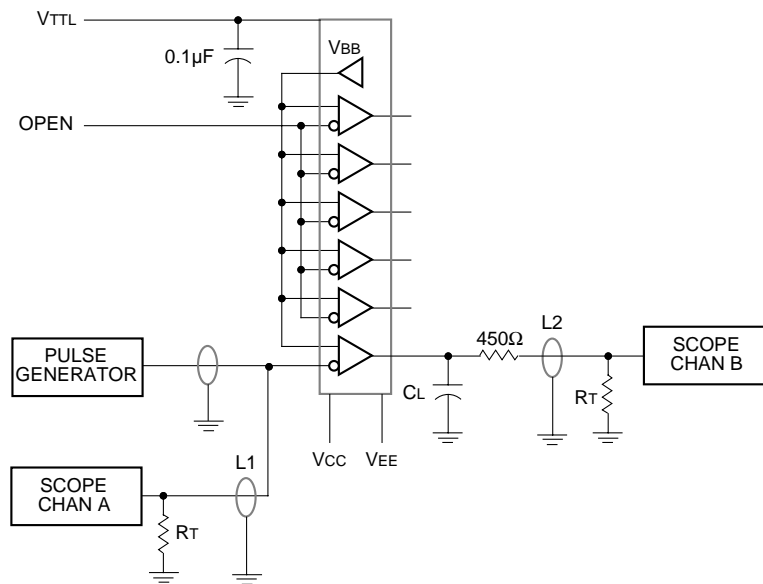 VTTL
VBB
0.1µF
OPEN
450Ω
L2
PULSE
GENERATOR
SCOPE
CHAN B
CL
RT
VCC
VEE
L1
SCOPE
CHAN A
RT